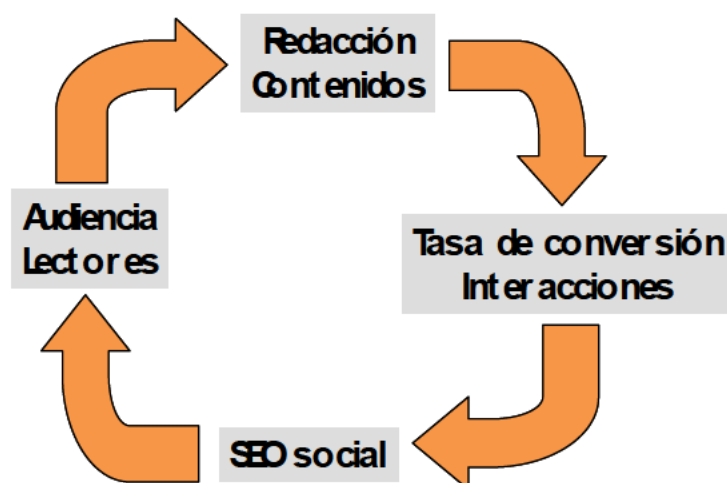 Redacción
Contenidos
Audiencia
Lectores
Tasa de conversión
Interacciones
SEO social